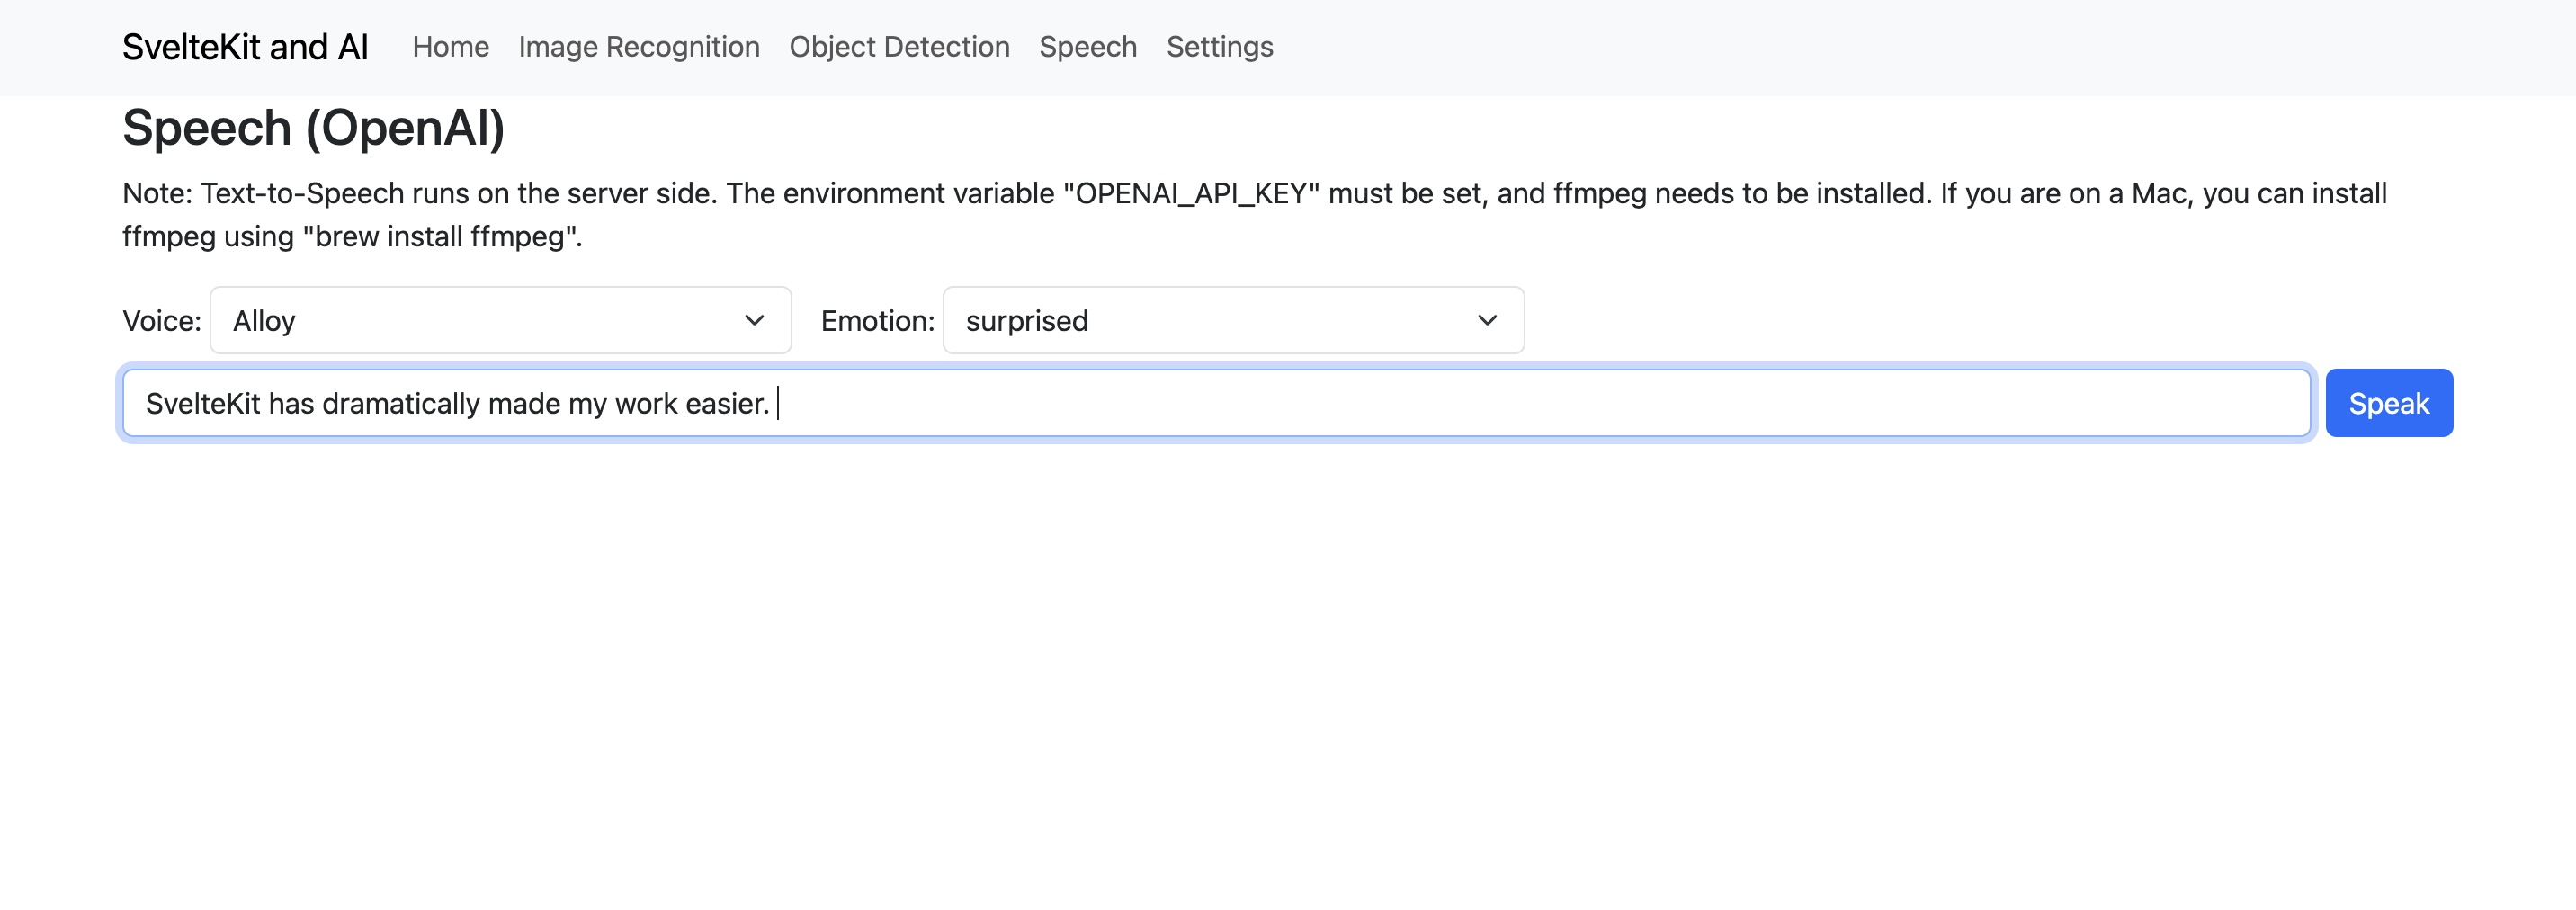 SvelteKit and AI Home Image Recognition Object Detection Speech Settings
Speech (OpenAI)
Note: Text-to-Speech runs on the server side. The environment variable "OPENAI_API_KEY" must be set, and ffmpeg needs to be installed. If you are on a Mac, you can install
ffmpeg using "brew install ffmpeg".
Voice: Alloy Emotion: surprised
SvelteKit has dramatically made my work easier. Speak